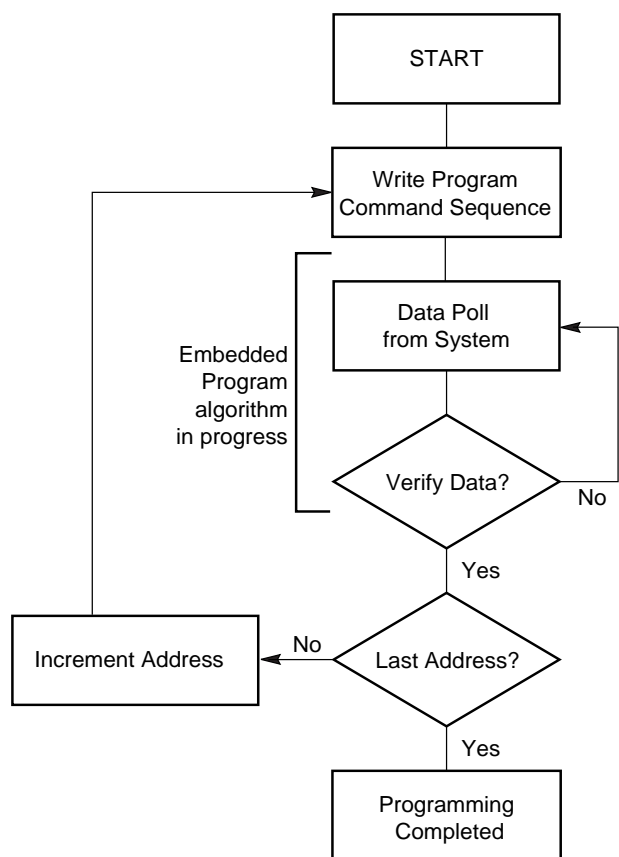 START
Write Program
Command Sequence
Data Poll
from System
Embedded
Program
algorithm
in progress
Verify Data?
No
Yes
No
Increment Address
Last Address?
Yes
Programming
Completed